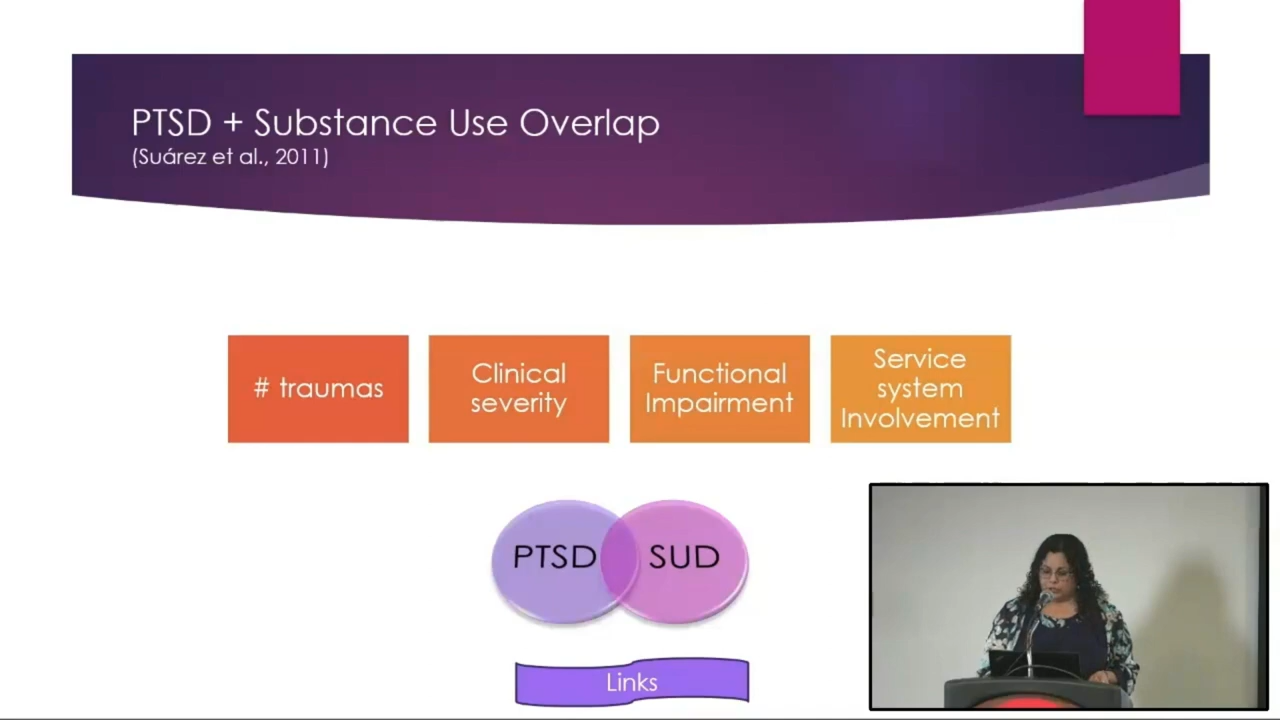 PTSD + Substance Use Overlap
(Suárez et al., 2011)
# traumas
Clinical
severity
Functional
Impairment
Service
system
Involvement
PTSD
SUD
Links